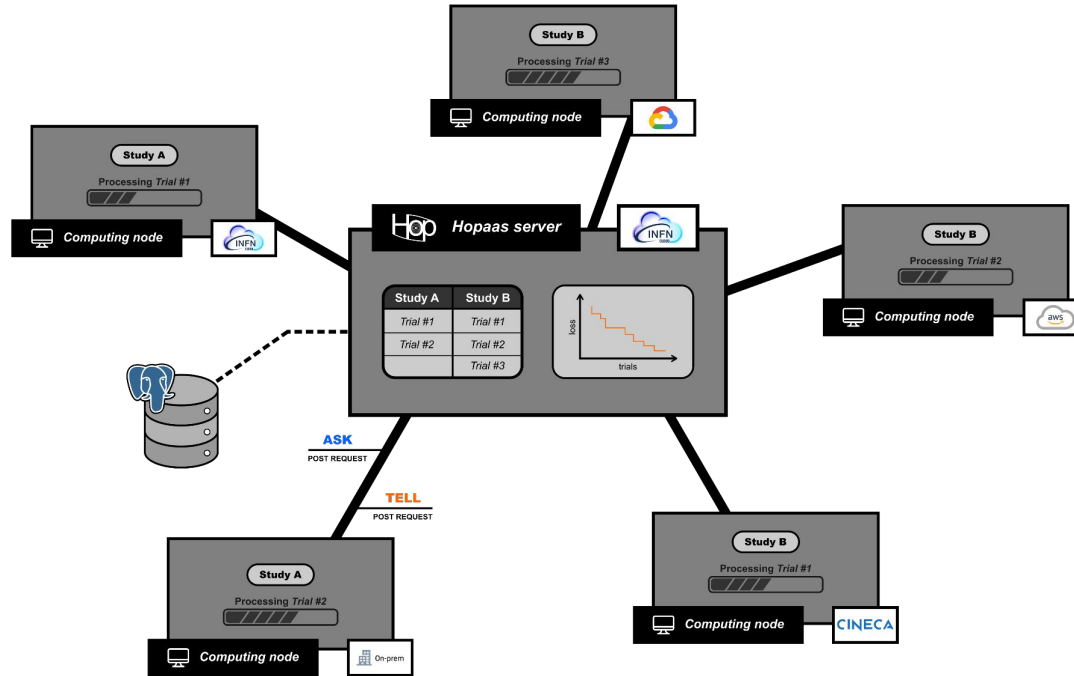 Study B
Processing Trial #3
Computing node
Study A
Processing Trial #1
Computing node
INFN
CLOUD
Hop
Hopaas server
INFN
CLOUD
Study B
Processing Trial #2
Computing node
aws
Study A
Study B
Trial #1
Trial #1
Trial #2
Trial #2
Trial #3
loss
trials
ASK
POST REQUEST
TELL
POST REQUEST
Study A
Processing Trial #2
Computing node
On-prem
Study B
Processing Trial #1
Computing node
CINECA